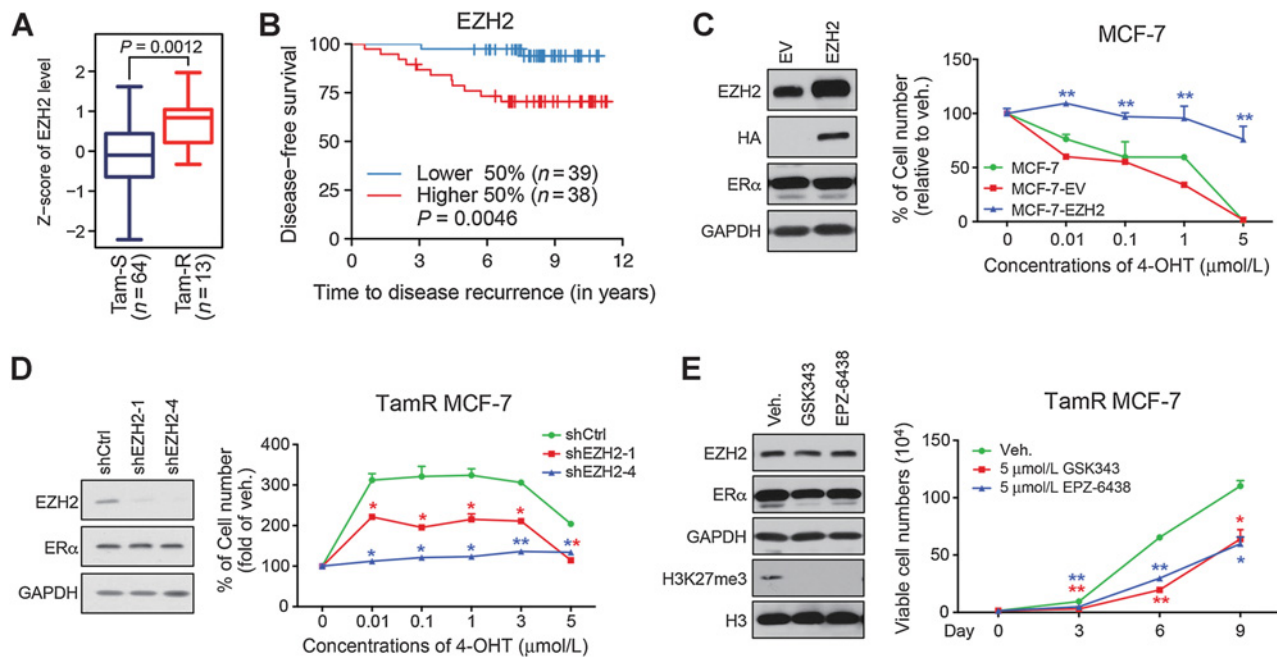 A
P = 0.0012
Z-score of EZH2 level
2
1
0
−1
−2
Tam-S
(n = 64)
Tam-R
(n = 13)
B
EZH2
Disease-free survival
100
75
50
25
0
Lower 50% (n = 39)
Higher 50% (n = 38)
P = 0.0046
0 3 6 9 12
Time to disease recurrence (in years)
C
EV
EZH2
EZH2
HA
ERα
GAPDH
MCF-7
% of Cell number
(relative to veh.)
150
100
50
0
** ** ** **
MCF-7
MCF-7-EV
MCF-7-EZH2
0 0.01 0.1 1 5
Concentrations of 4-OHT (μmol/L)
D
shCtrl
shEZH2-1
shEZH2-4
EZH2
ERα
GAPDH
TamR MCF-7
% of Cell number
(fold of veh.)
400
300
200
100
0
shCtrl
shEZH2-1
shEZH2-4
* * * *
* * * ** **
0 0.01 0.1 1 3 5
Concentrations of 4-OHT (μmol/L)
E
Veh.
GSK343
EPZ-6438
EZH2
ERα
GAPDH
H3K27me3
H3
TamR MCF-7
Viable cell numbers (10⁴)
150
100
50
0
Veh.
5 μmol/L GSK343
5 μmol/L EPZ-6438
** ** *
** ** *
Day 0 3 6 9